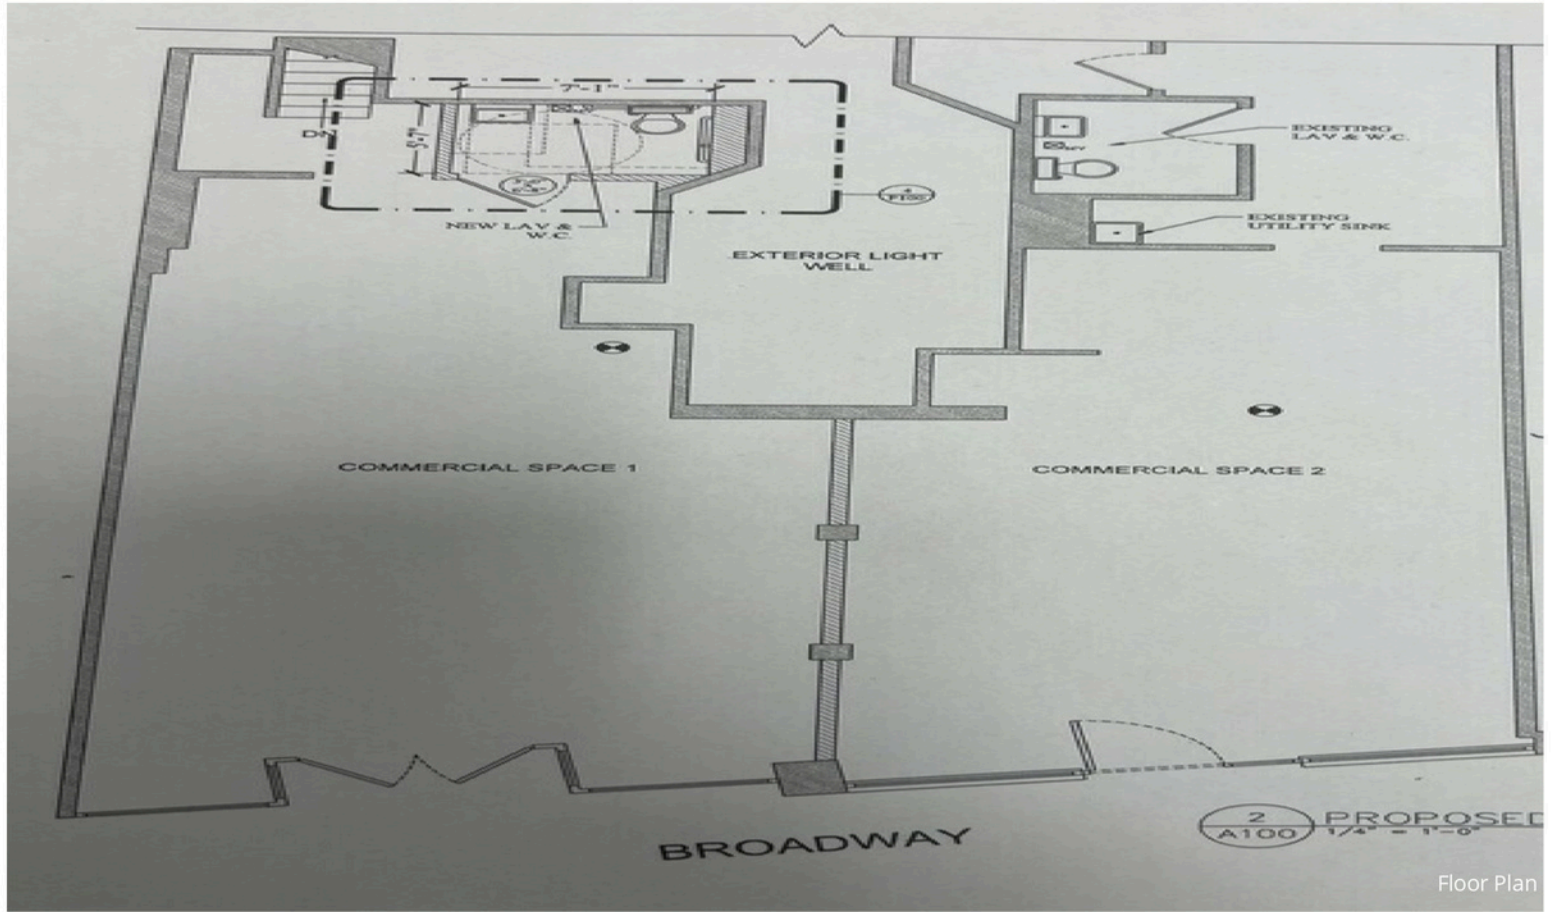 7'-1"
5'-7"
EXISTING
LAV & W.C.
NEW LAV &
W.C.
EXISTING
UTILITY SINK
EXTERIOR LIGHT
WELL
COMMERCIAL SPACE 1
COMMERCIAL SPACE 2
BROADWAY
2
A100
PROPOSED
1/4" = 1'-0"
Floor Plan